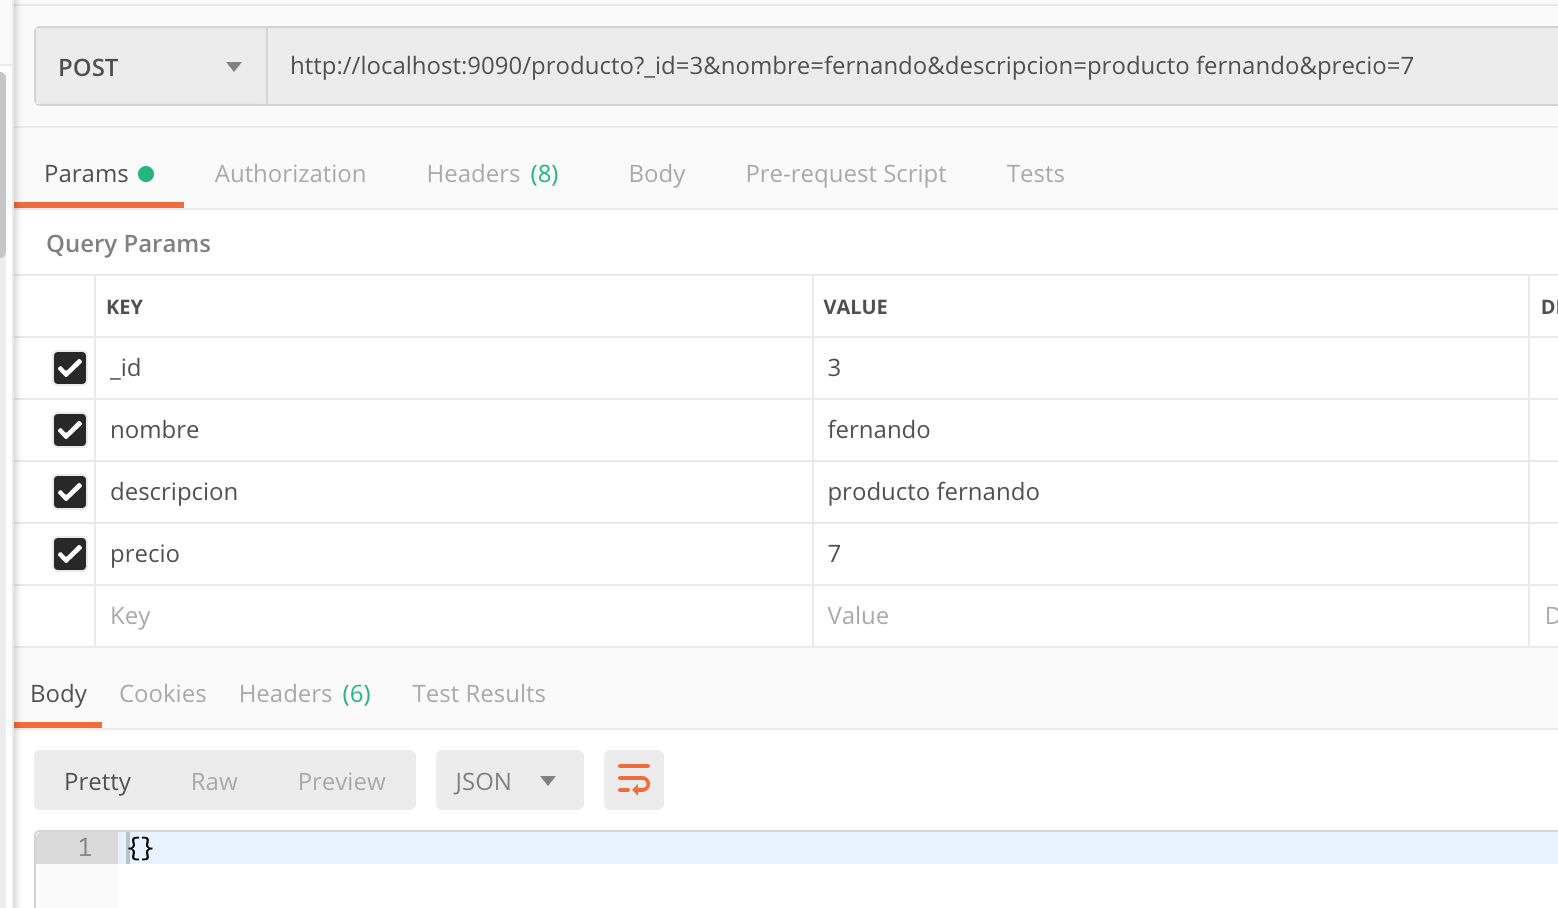 POST http://localhost:9090/producto?_id=3&nombre=fernando&descripcion=producto fernando&precio=7
Params Authorization Headers (8) Body Pre-request Script Tests
Query Params
KEY VALUE
_id 3
nombre fernando
descripcion producto fernando
precio 7
Key Value
Body Cookies Headers (6) Test Results
Pretty Raw Preview JSON
1 {}